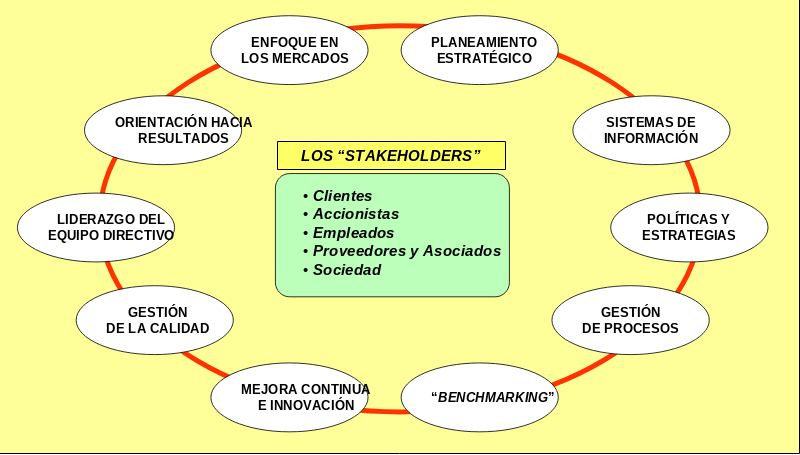 ENFOQUE EN
LOS MERCADOS
PLANEAMIENTO
ESTRATÉGICO
ORIENTACIÓN HACIA
RESULTADOS
SISTEMAS DE
INFORMACIÓN
LOS “STAKEHOLDERS”
• Clientes
• Accionistas
• Empleados
• Proveedores y Asociados
• Sociedad
LIDERAZGO DEL
EQUIPO DIRECTIVO
POLÍTICAS Y
ESTRATEGIAS
GESTIÓN
DE LA CALIDAD
GESTIÓN
DE PROCESOS
MEJORA CONTINUA
E INNOVACIÓN
“BENCHMARKING”